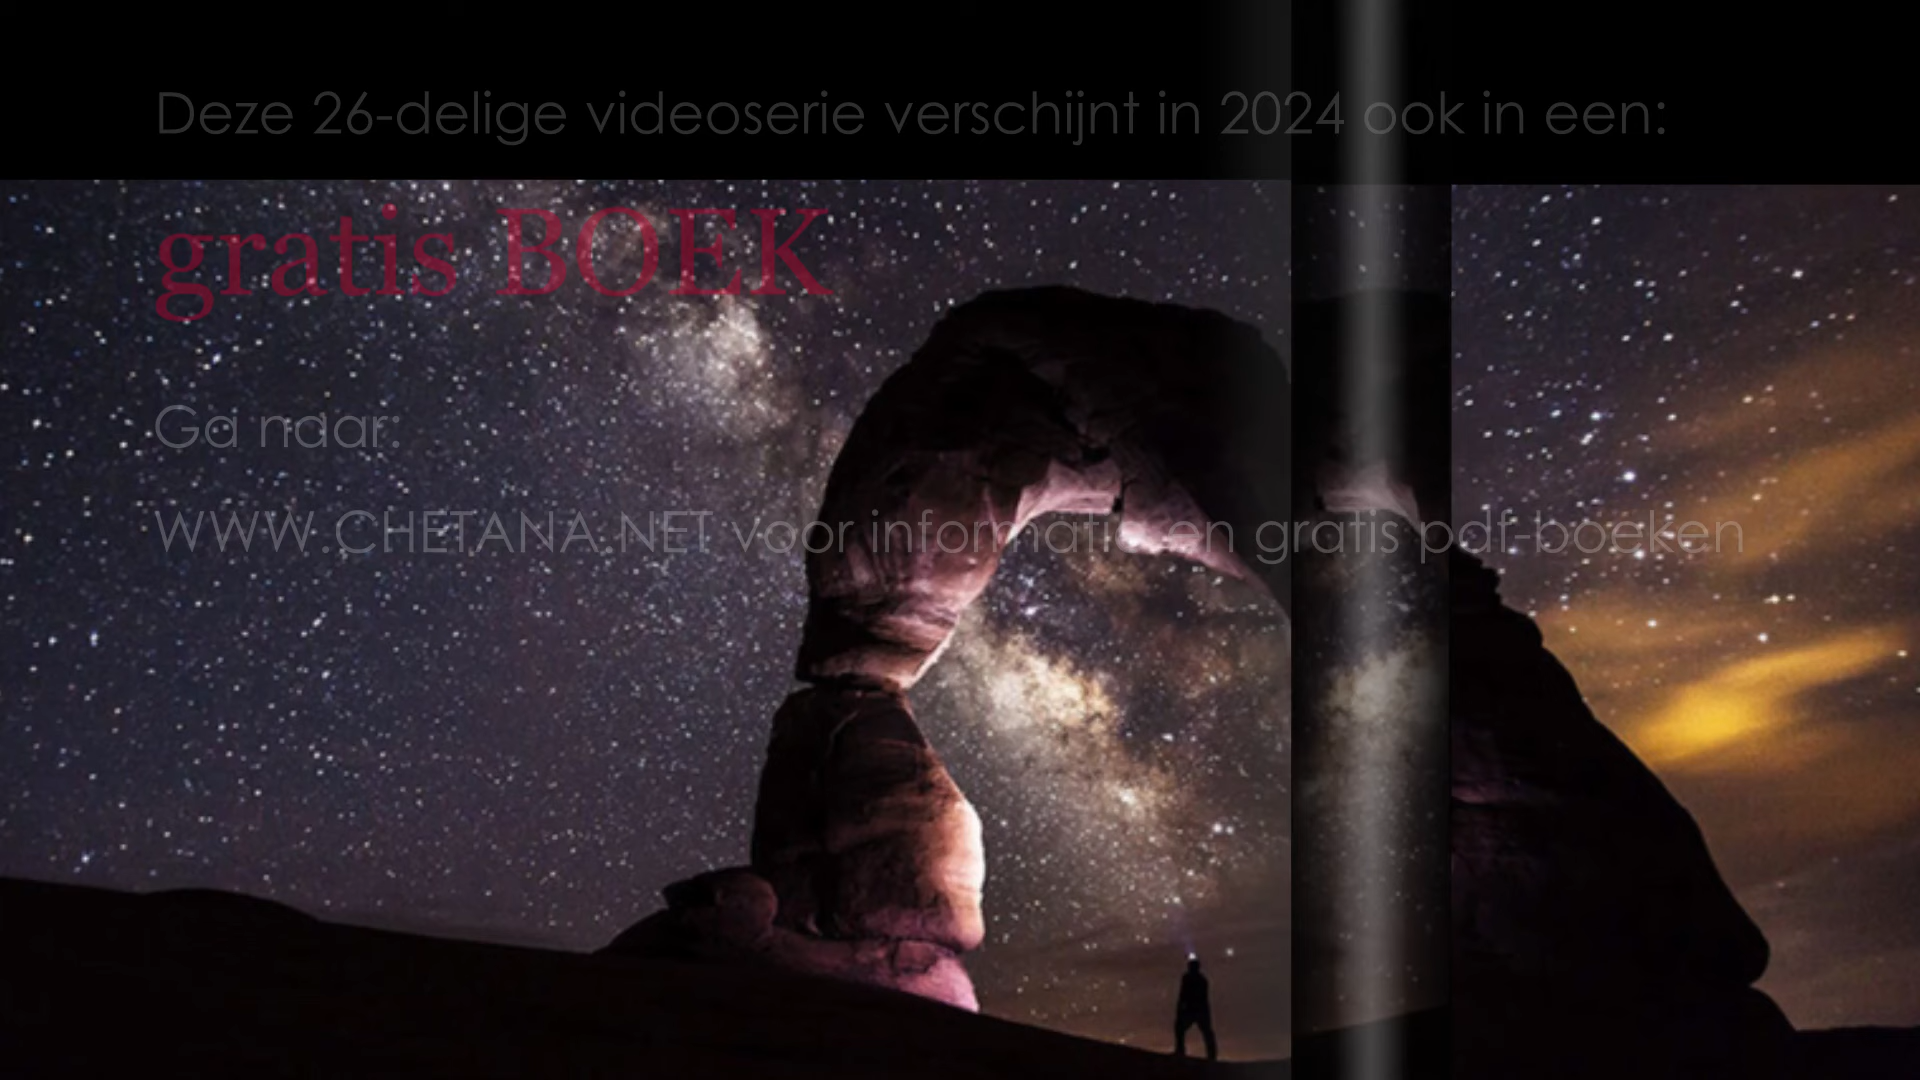 Deze 26-delige videoserie verschijnt in 2024 ook in een:
gratis BOEK
Ga naar:
WWW.CHETANA.NET voor informatie en gratis pdf-boeken